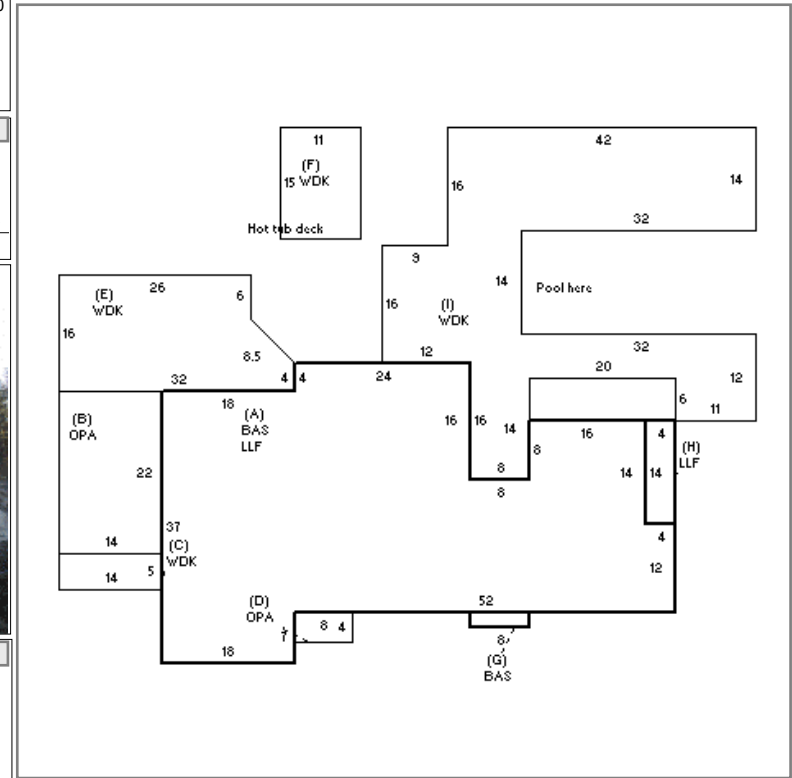 11
(F)
15 WDK
Hot tub deck
42
16
14
32
9
14
Pool here
(E)
WDK
26
6
16
8.5
16
(I)
WDK
12
32
20
12
6
11
32
4 4
24
18
(A)
BAS
LLF
(B)
OPA
16 16
14
8
16
4
(H)
LLF
22
8
8
14 14
37
14
(C)
WDK
5
14
4
12
(D)
OPA
52
7
8 4
18
8
(G)
BAS